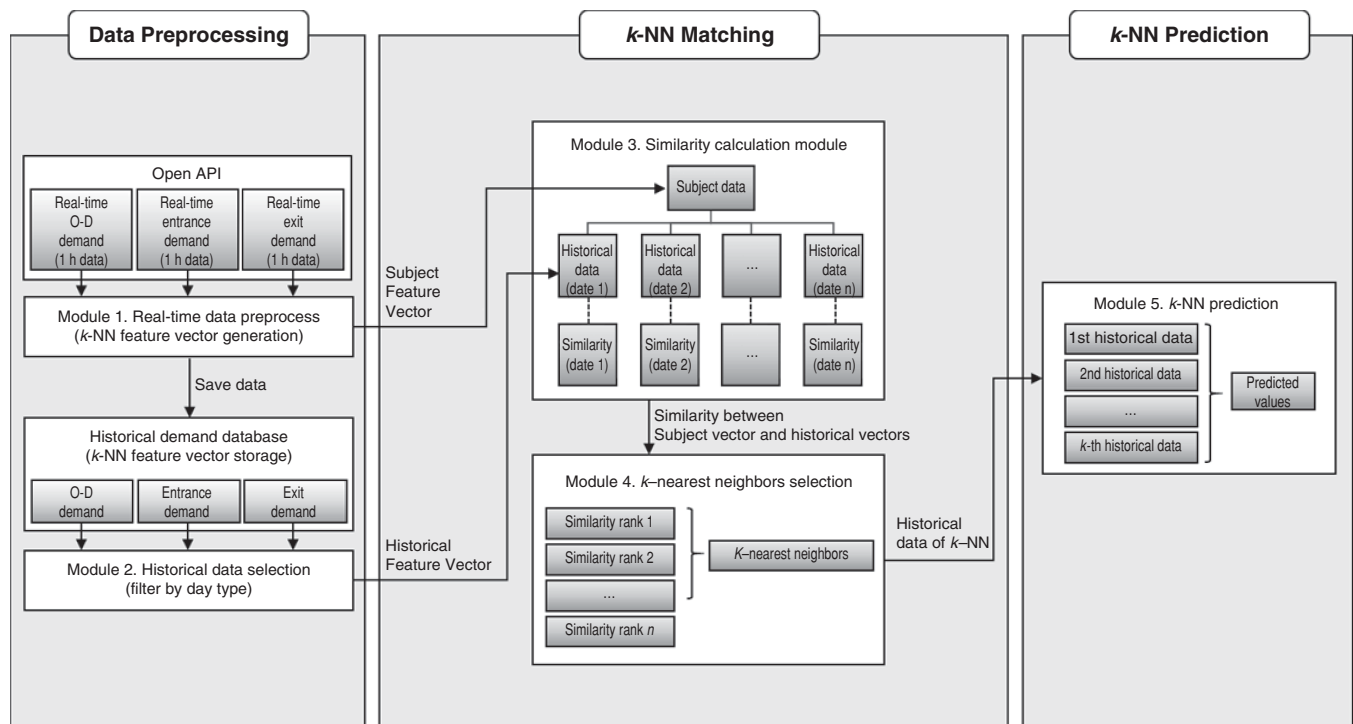 Data Preprocessing
Open API
Real-time
O-D
demand
(1 h data)
Real-time
entrance
demand
(1 h data)
Real-time
exit
demand
(1 h data)
Module 1. Real-time data preprocess
(k-NN feature vector generation)
Save data
Historical demand database
(k-NN feature vector storage)
O-D
demand
Entrance
demand
Exit
demand
Module 2. Historical data selection
(filter by day type)
k-NN Matching
Subject
Feature
Vector
Historical
Feature Vector
Module 3. Similarity calculation module
Subject data
Historical
data
(date 1)
Historical
data
(date 2)
...
Historical
data
(date n)
Similarity
(date 1)
Similarity
(date 2)
...
Similarity
(date n)
Similarity between
Subject vector and historical vectors
Module 4. k–nearest neighbors selection
Similarity rank 1
Similarity rank 2
...
Similarity rank n
K–nearest neighbors
Historical
data of k–NN
k-NN Prediction
Module 5. k-NN prediction
1st historical data
2nd historical data
...
k-th historical data
Predicted
values